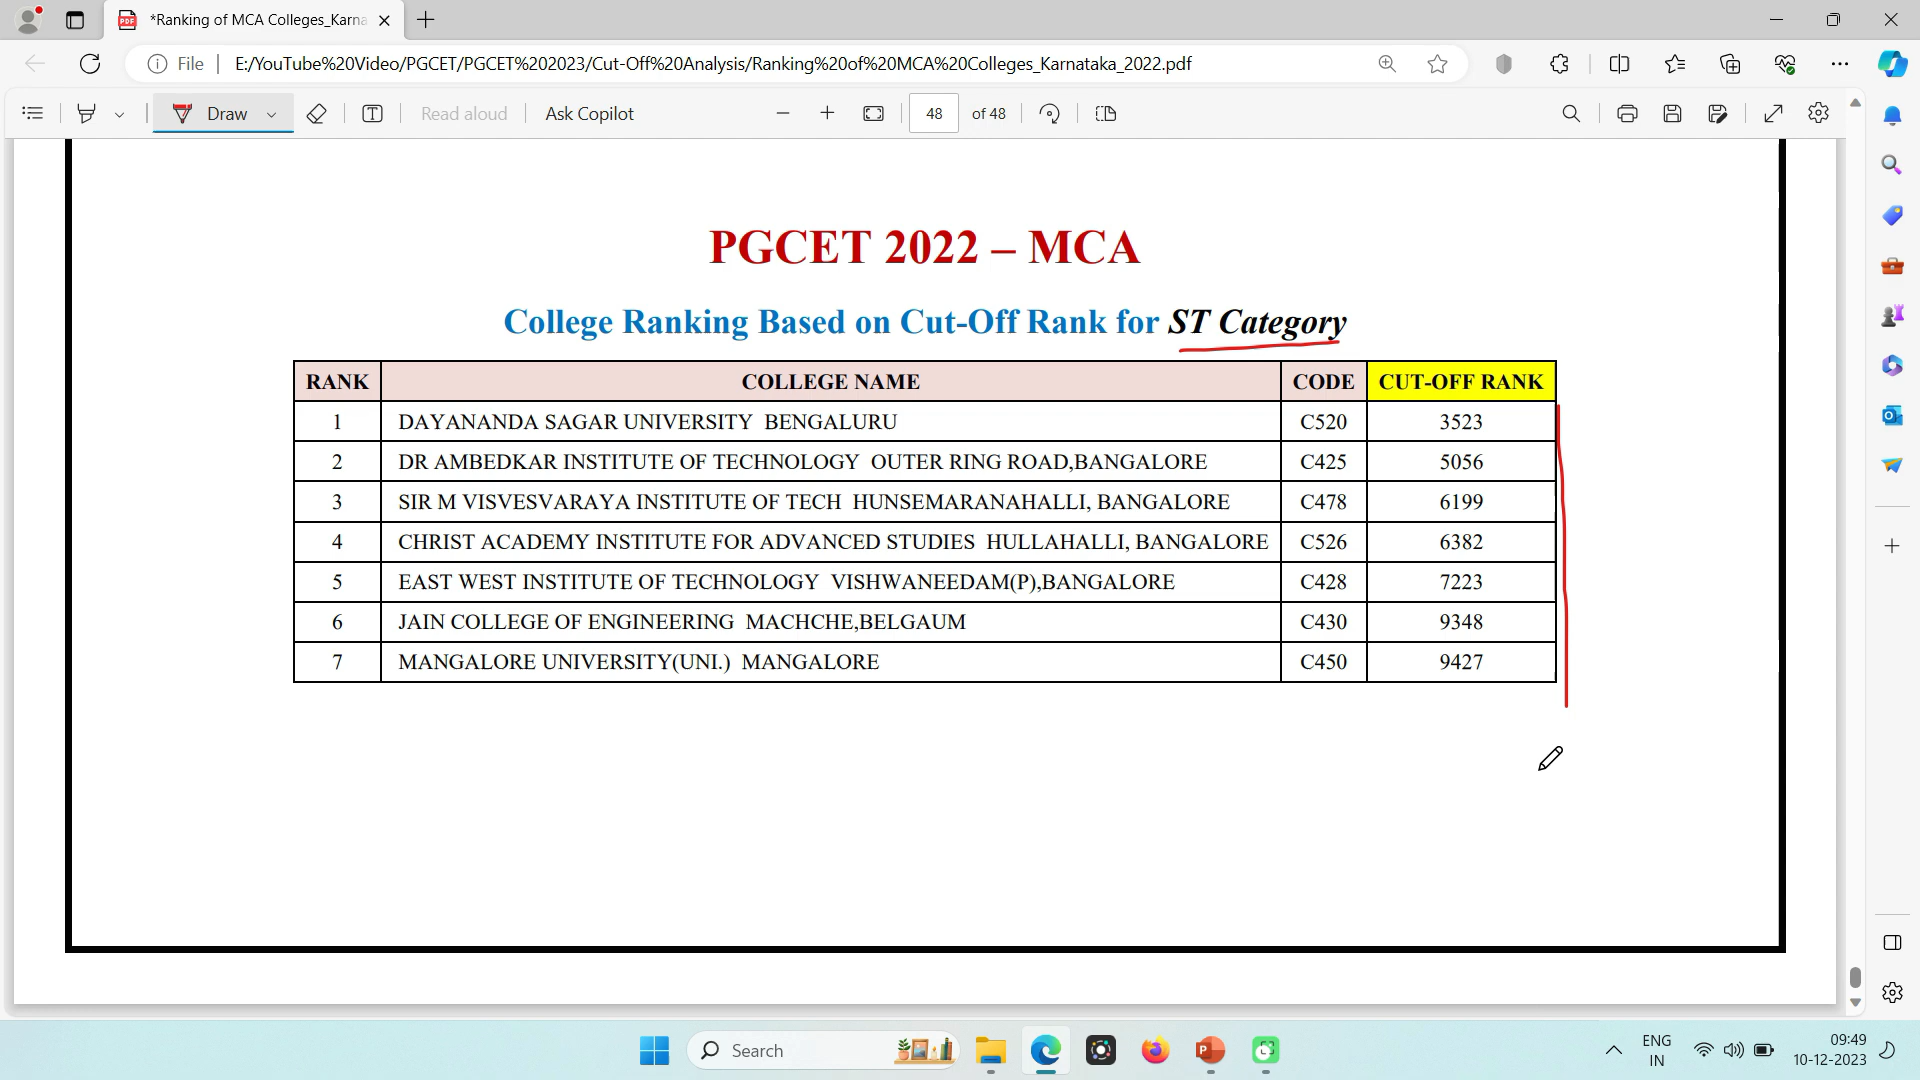 *Ranking of MCA Colleges_Karna
File
E:/YouTube%20Video/PGCET/PGCET%202023/Cut-Off%20Analysis/Ranking%20of%20MCA%20Colleges_Karnataka_2022.pdf
Draw
Read aloud
Ask Copilot
48 of 48
PGCET 2022 – MCA
College Ranking Based on Cut-Off Rank for ST Category
RANK COLLEGE NAME CODE CUT-OFF RANK
1 DAYANANDA SAGAR UNIVERSITY BENGALURU C520 3523
2 DR AMBEDKAR INSTITUTE OF TECHNOLOGY OUTER RING ROAD,BANGALORE C425 5056
3 SIR M VISVESVARAYA INSTITUTE OF TECH HUNSEMARANAHALLI, BANGALORE C478 6199
4 CHRIST ACADEMY INSTITUTE FOR ADVANCED STUDIES HULLAHALLI, BANGALORE C526 6382
5 EAST WEST INSTITUTE OF TECHNOLOGY VISHWANEEDAM(P),BANGALORE C428 7223
6 JAIN COLLEGE OF ENGINEERING MACHCHE,BELGAUM C430 9348
7 MANGALORE UNIVERSITY(UNI.) MANGALORE C450 9427
Search
ENG
IN
09:49
10-12-2023